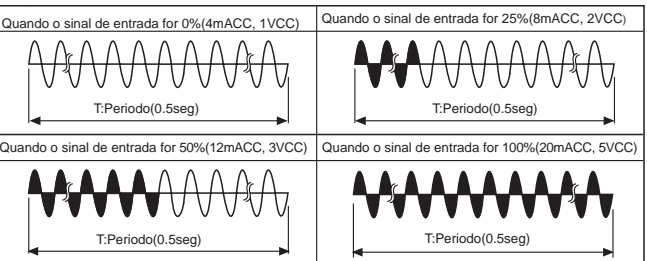 Quando o sinal de entrada for 0%(4mACC, 1VCC)
Quando o sinal de entrada for 25%(8mACC, 2VCC)
T:Periodo(0.5seg)
T:Periodo(0.5seg)
Quando o sinal de entrada for 50%(12mACC, 3VCC)
Quando o sinal de entrada for 100%(20mACC, 5VCC)
T:Periodo(0.5seg)
T:Periodo(0.5seg)